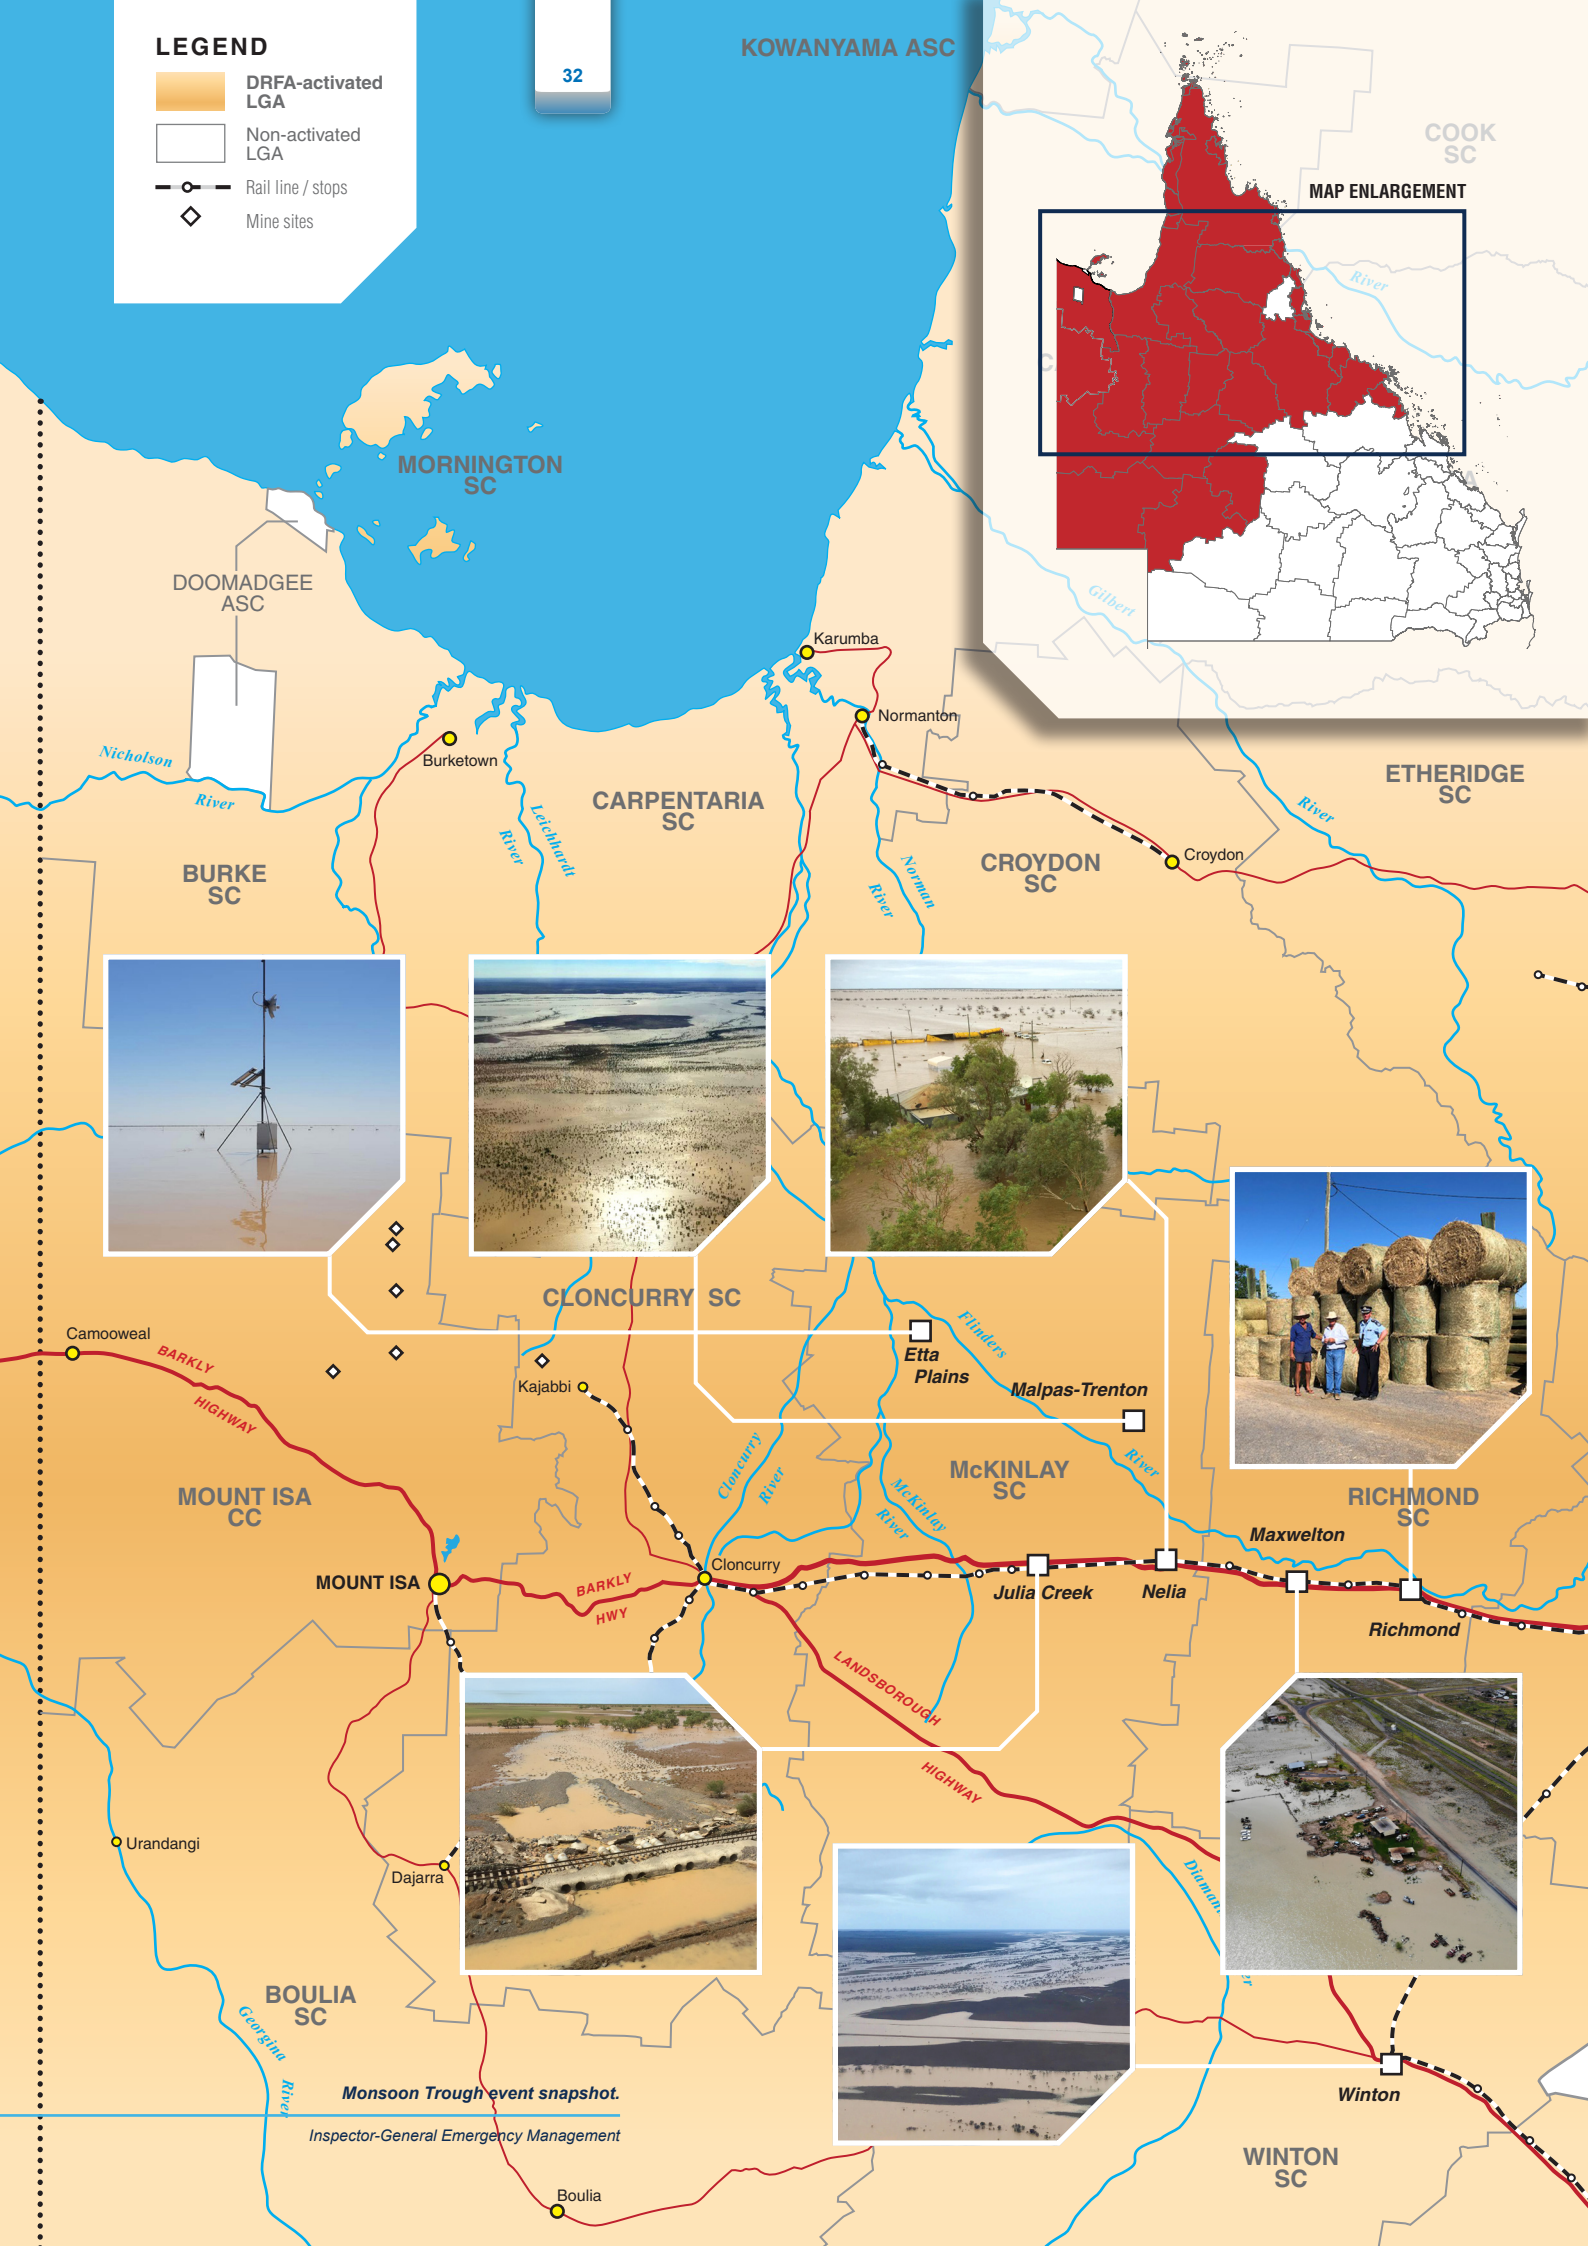 LEGEND
DRFA-activated
LGA
Non-activated
LGA
Rail line / stops
Mine sites
32
KOWANYAMA ASC
COOK
SC
MAP ENLARGEMENT
River
Gilbert
MORNINGTON
SC
DOOMADGEE
ASC
Karumba
Normanton
Burketown
Nicholson
River
Leichhardt
River
CARPENTARIA
SC
ETHERIDGE
SC
River
BURKE
SC
Norman
River
CROYDON
SC
Croydon
CLONCURRY SC
Camooweal
BARKLY
HIGHWAY
Kajabbi
Etta
Plains
Flinders
Malpas-Trenton
River
Cloncurry
River
McKINLAY
SC
McKinlay
River
MOUNT ISA
CC
RICHMOND
SC
Maxwelton
MOUNT ISA
BARKLY
HWY
Cloncurry
Julia Creek
Nelia
Richmond
LANDSBOROUGH
HIGHWAY
Urandangi
Dajarra
BOULIA
SC
Georgina
River
Monsoon Trough event snapshot.
Inspector-General Emergency Management
Winton
WINTON
SC
Boulia